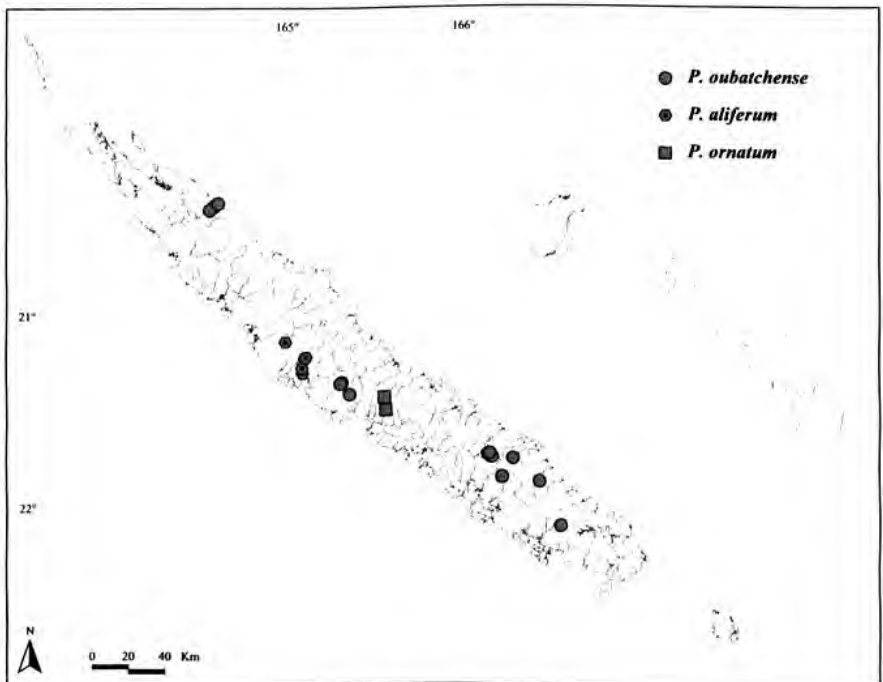 165° 166°
P. oubatchense
P. aliferum
P. ornatum
21°
22°
N
0 20 40 Km